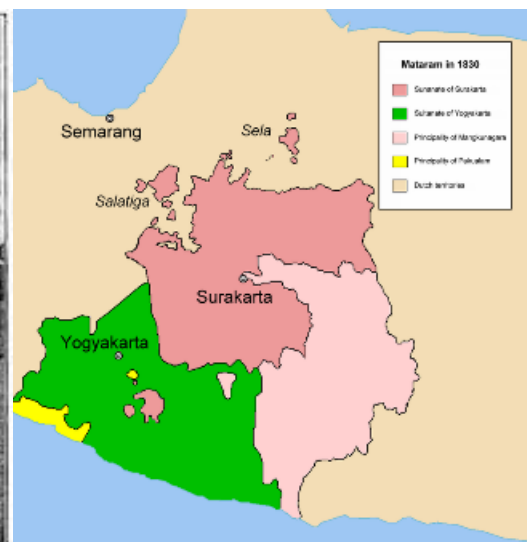 Mataram in 1830
Sunanate of Surakarta
Sultanate of Yogyakarta
Principality of Mangkunagara
Principality of Pakualam
Dutch territories
Semarang
Sela
Salatiga
Surakarta
Yogyakarta